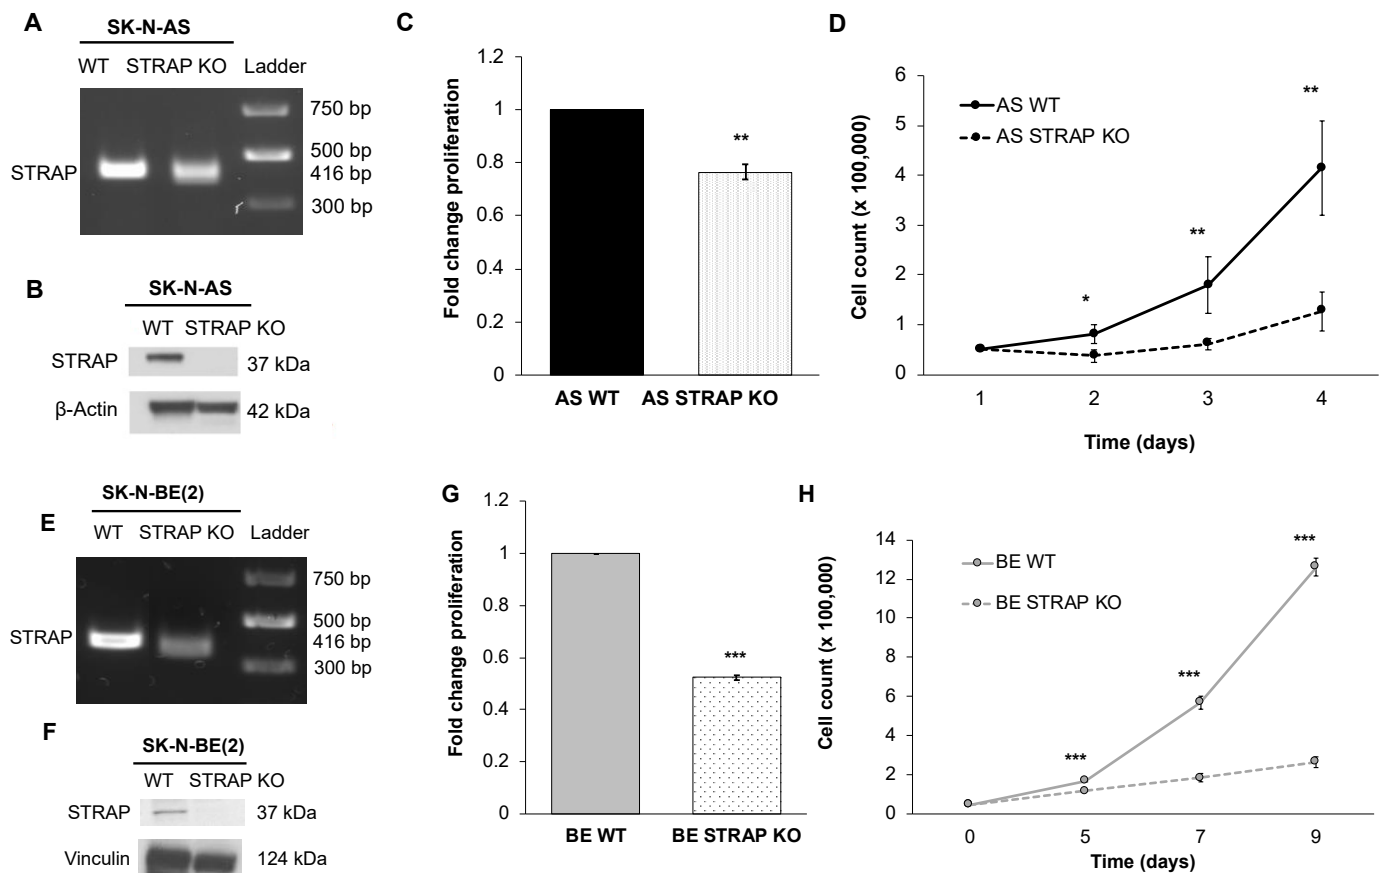 A
SK-N-AS
WT STRAP KO Ladder
STRAP
750 bp
500 bp
416 bp
300 bp
B
SK-N-AS
WT STRAP KO
STRAP 37 kDa
β-Actin 42 kDa
C
Fold change proliferation
1.2
1
0.8
0.6
0.4
0.2
0
**
AS WT AS STRAP KO
D
Cell count (x 100,000)
6
5
4
3
2
1
0
AS WT
AS STRAP KO
*
**
**
1 2 3 4
Time (days)
SK-N-BE(2)
E
WT STRAP KO Ladder
STRAP
750 bp
500 bp
416 bp
300 bp
F
SK-N-BE(2)
WT STRAP KO
STRAP 37 kDa
Vinculin 124 kDa
G
Fold change proliferation
1.2
1
0.8
0.6
0.4
0.2
0
***
BE WT BE STRAP KO
H
Cell count (x 100,000)
14
12
10
8
6
4
2
0
BE WT
BE STRAP KO
***
***
***
0 5 7 9
Time (days)